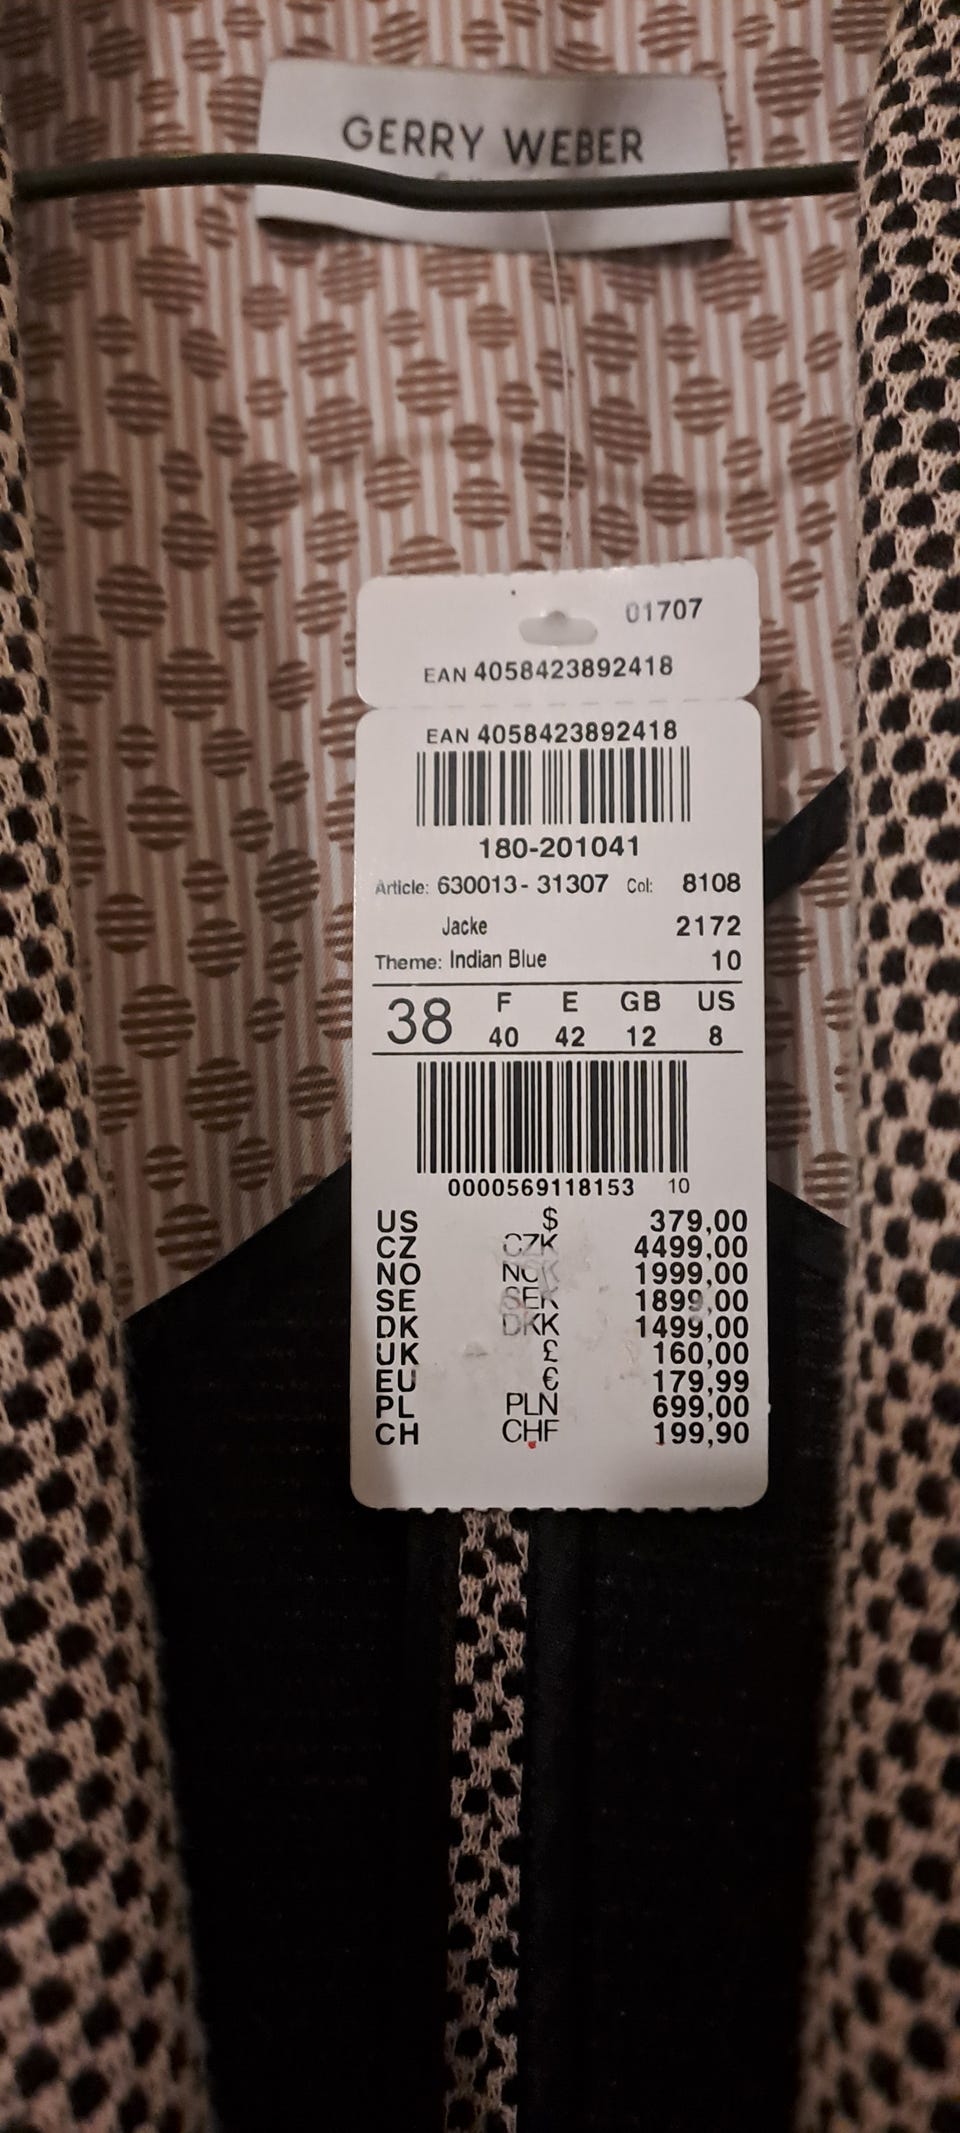 GERRY WEBER
01707
EAN 4058423892418
EAN 4058423892418
180-201041
Article: 630013- 31307 Col: 8108
Jacke 2172
Theme: Indian Blue 10
38 F E GB US
40 42 12 8
0000569118153 10
US $ 379,00
CZ CZK 4499,00
NO NOK 1999,00
SE SEK 1899,00
DK DKK 1499,00
UK £ 160,00
EU € 179,99
PL PLN 699,00
CH CHF 199,90